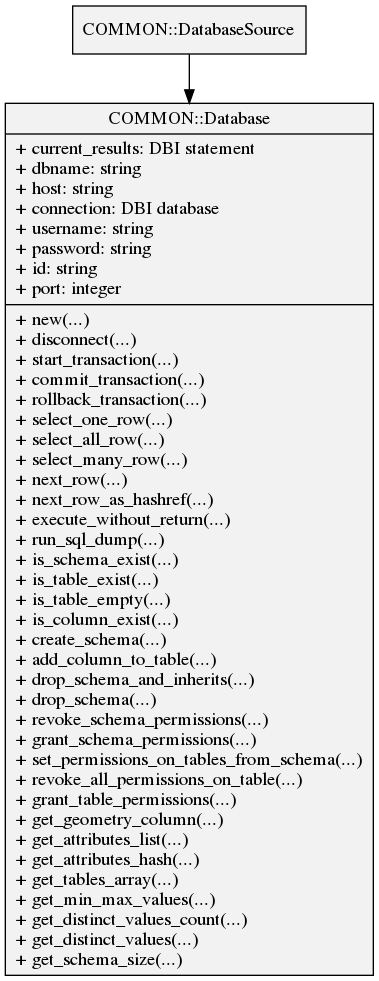 COMMON::DatabaseSource
COMMON::Database
+ current_results: DBI statement
+ dbname: string
+ host: string
+ connection: DBI database
+ username: string
+ password: string
+ id: string
+ port: integer
+ new(...)
+ disconnect(...)
+ start_transaction(...)
+ commit_transaction(...)
+ rollback_transaction(...)
+ select_one_row(...)
+ select_all_row(...)
+ select_many_row(...)
+ next_row(...)
+ next_row_as_hashref(...)
+ execute_without_return(...)
+ run_sql_dump(...)
+ is_schema_exist(...)
+ is_table_exist(...)
+ is_table_empty(...)
+ is_column_exist(...)
+ create_schema(...)
+ add_column_to_table(...)
+ drop_schema_and_inherits(...)
+ drop_schema(...)
+ revoke_schema_permissions(...)
+ grant_schema_permissions(...)
+ set_permissions_on_tables_from_schema(...)
+ revoke_all_permissions_on_table(...)
+ grant_table_permissions(...)
+ get_geometry_column(...)
+ get_attributes_list(...)
+ get_attributes_hash(...)
+ get_tables_array(...)
+ get_min_max_values(...)
+ get_distinct_values_count(...)
+ get_distinct_values(...)
+ get_schema_size(...)